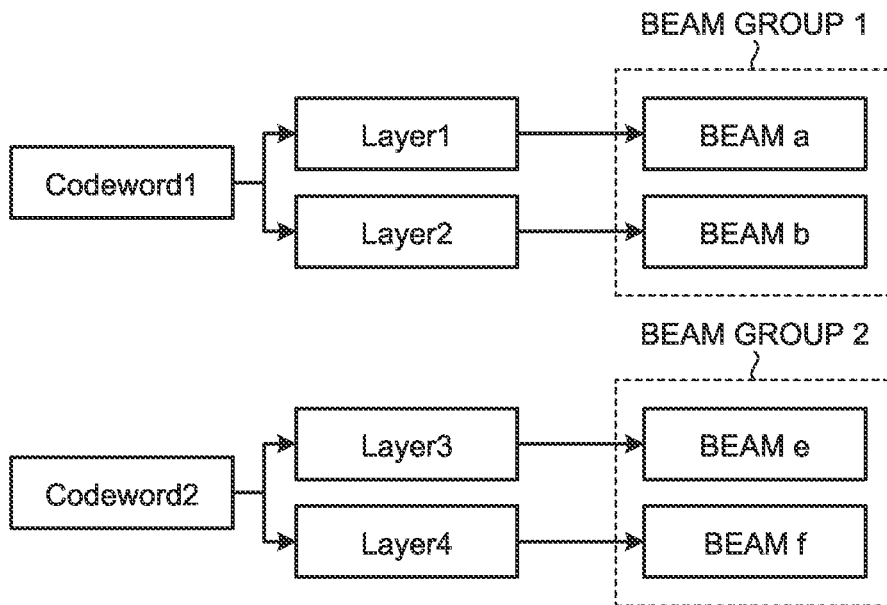 BEAM GROUP 1
Codeword1
Layer1
BEAM a
Layer2
BEAM b
BEAM GROUP 2
Codeword2
Layer3
BEAM e
Layer4
BEAM f